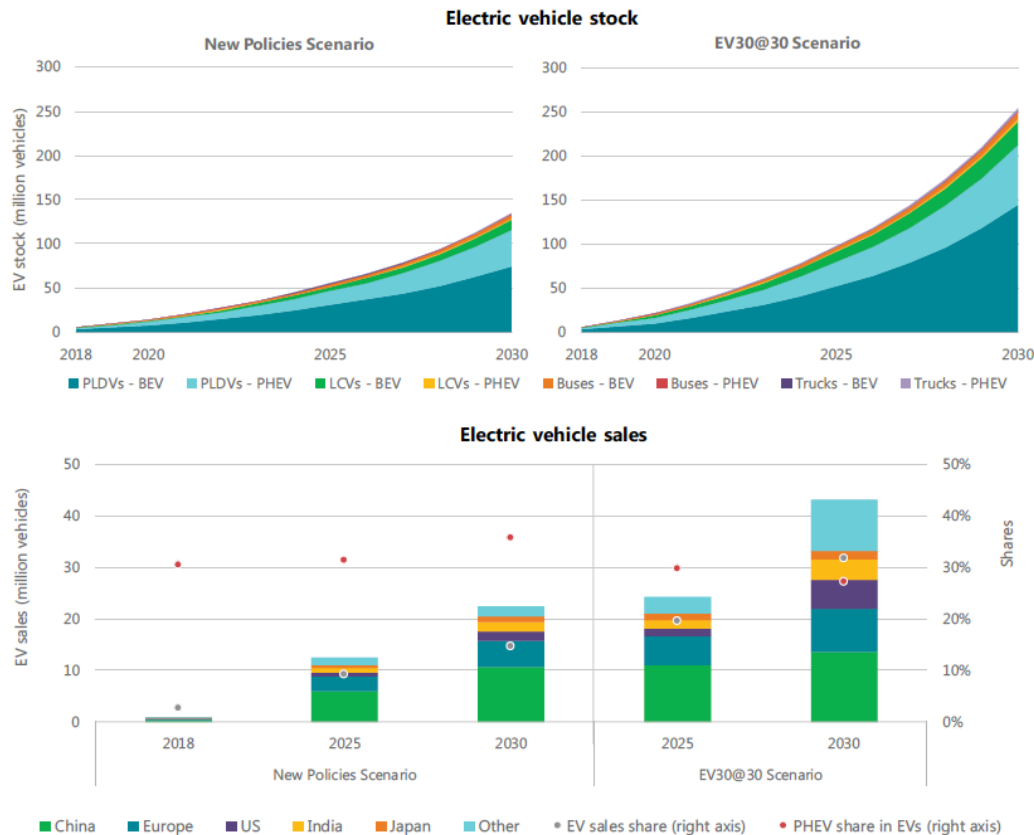 Electric vehicle stock
New Policies Scenario
EV30@30 Scenario
EV stock (million vehicles)
300
250
200
150
100
50
0
2018 2020 2025 2030
300
250
200
150
100
50
0
2018 2020 2025 2030
PLDVs - BEV PLDVs - PHEV LCVs - BEV LCVs - PHEV Buses - BEV Buses - PHEV Trucks - BEV Trucks - PHEV
Electric vehicle sales
EV sales (million vehicles)
50
40
30
20
10
0
50%
40%
30%
20%
10%
0%
Shares
2018 2025 2030 2025 2030
New Policies Scenario EV30@30 Scenario
China Europe US India Japan Other EV sales share (right axis) PHEV share in EVs (right axis)